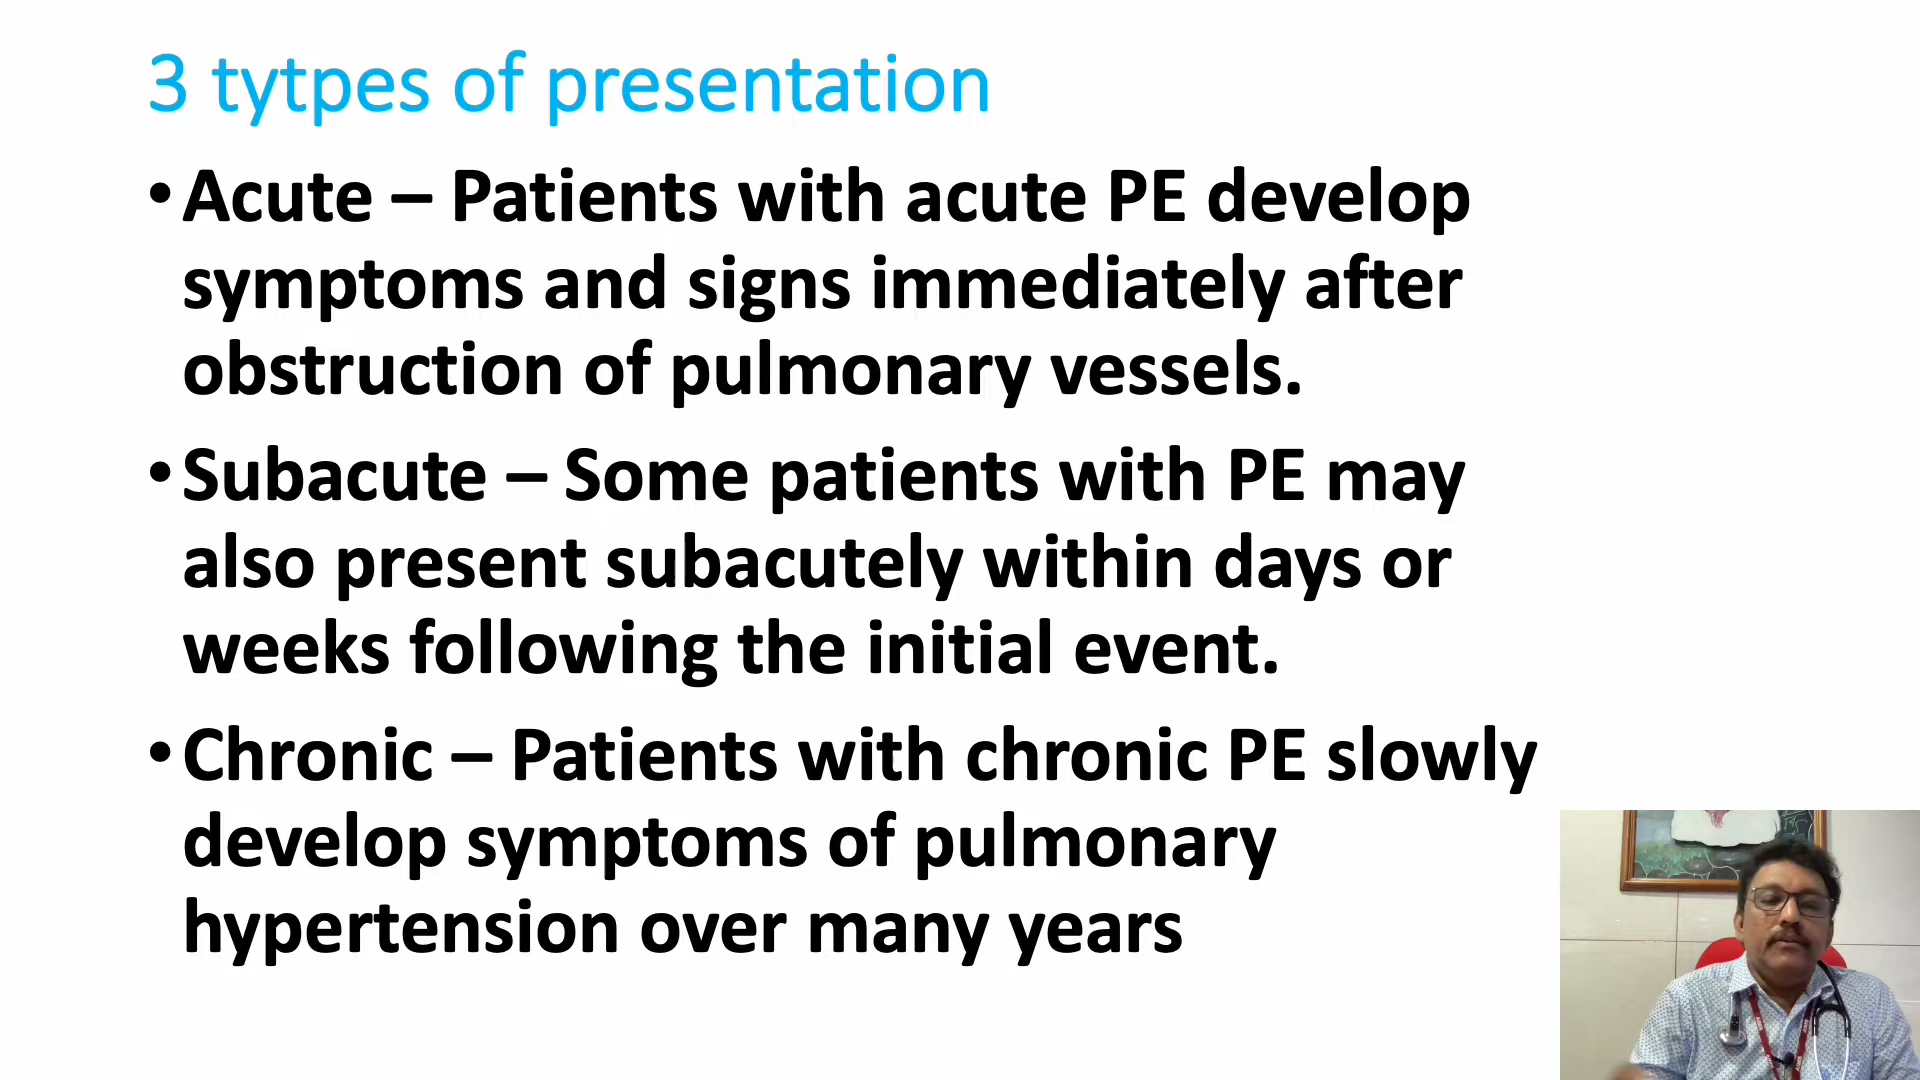 3 tytpes of presentation
•Acute – Patients with acute PE develop
symptoms and signs immediately after
obstruction of pulmonary vessels.
•Subacute – Some patients with PE may
also present subacutely within days or
weeks following the initial event.
•Chronic – Patients with chronic PE slowly
develop symptoms of pulmonary
hypertension over many years